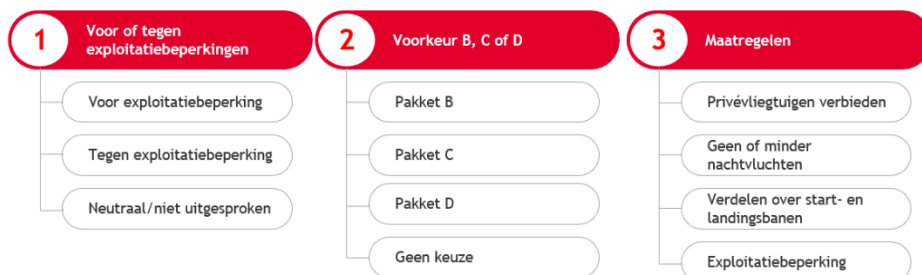 1
Voor of tegen
exploitatiebeperkingen
Voor exploitatiebeperking
Tegen exploitatiebeperking
Neutraal/niet uitgesproken
2
Voorkeur B, C of D
Pakket B
Pakket C
Pakket D
Geen keuze
3
Maatregelen
Privévliegtuigen verbieden
Geen of minder
nachtvluchten
Verdelen over start- en
landingsbanen
Exploitatiebeperking